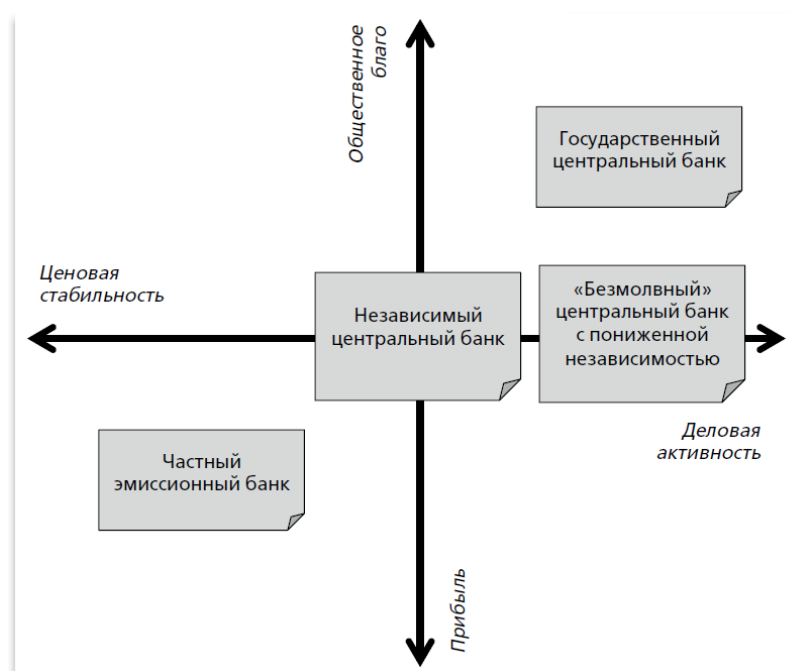 Общественное
благо
Государственный
центральный банк
Ценовая
стабильность
Независимый
центральный банк
«Безмолвный»
центральный банк
с пониженной
независимостью
Деловая
активность
Частный
эмиссионный банк
Прибыль